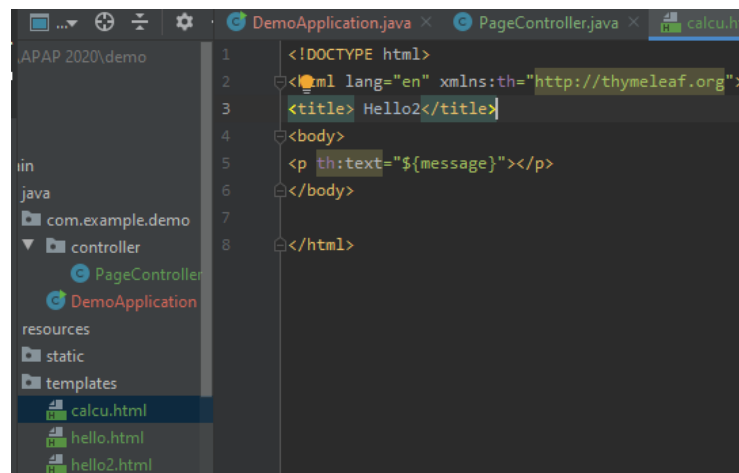 DemoApplication.java
PageController.java
calcu.h
APAP 2020\demo
in
java
com.example.demo
controller
PageController
DemoApplication
resources
static
templates
calcu.html
hello.html
hello2.html
1 <!DOCTYPE html>
2 <html lang="en" xmlns:th="http://thymeleaf.org">
3 <title> Hello2</title>
4 <body>
5 <p th:text="${message}"></p>
6 </body>
7
8 </html>